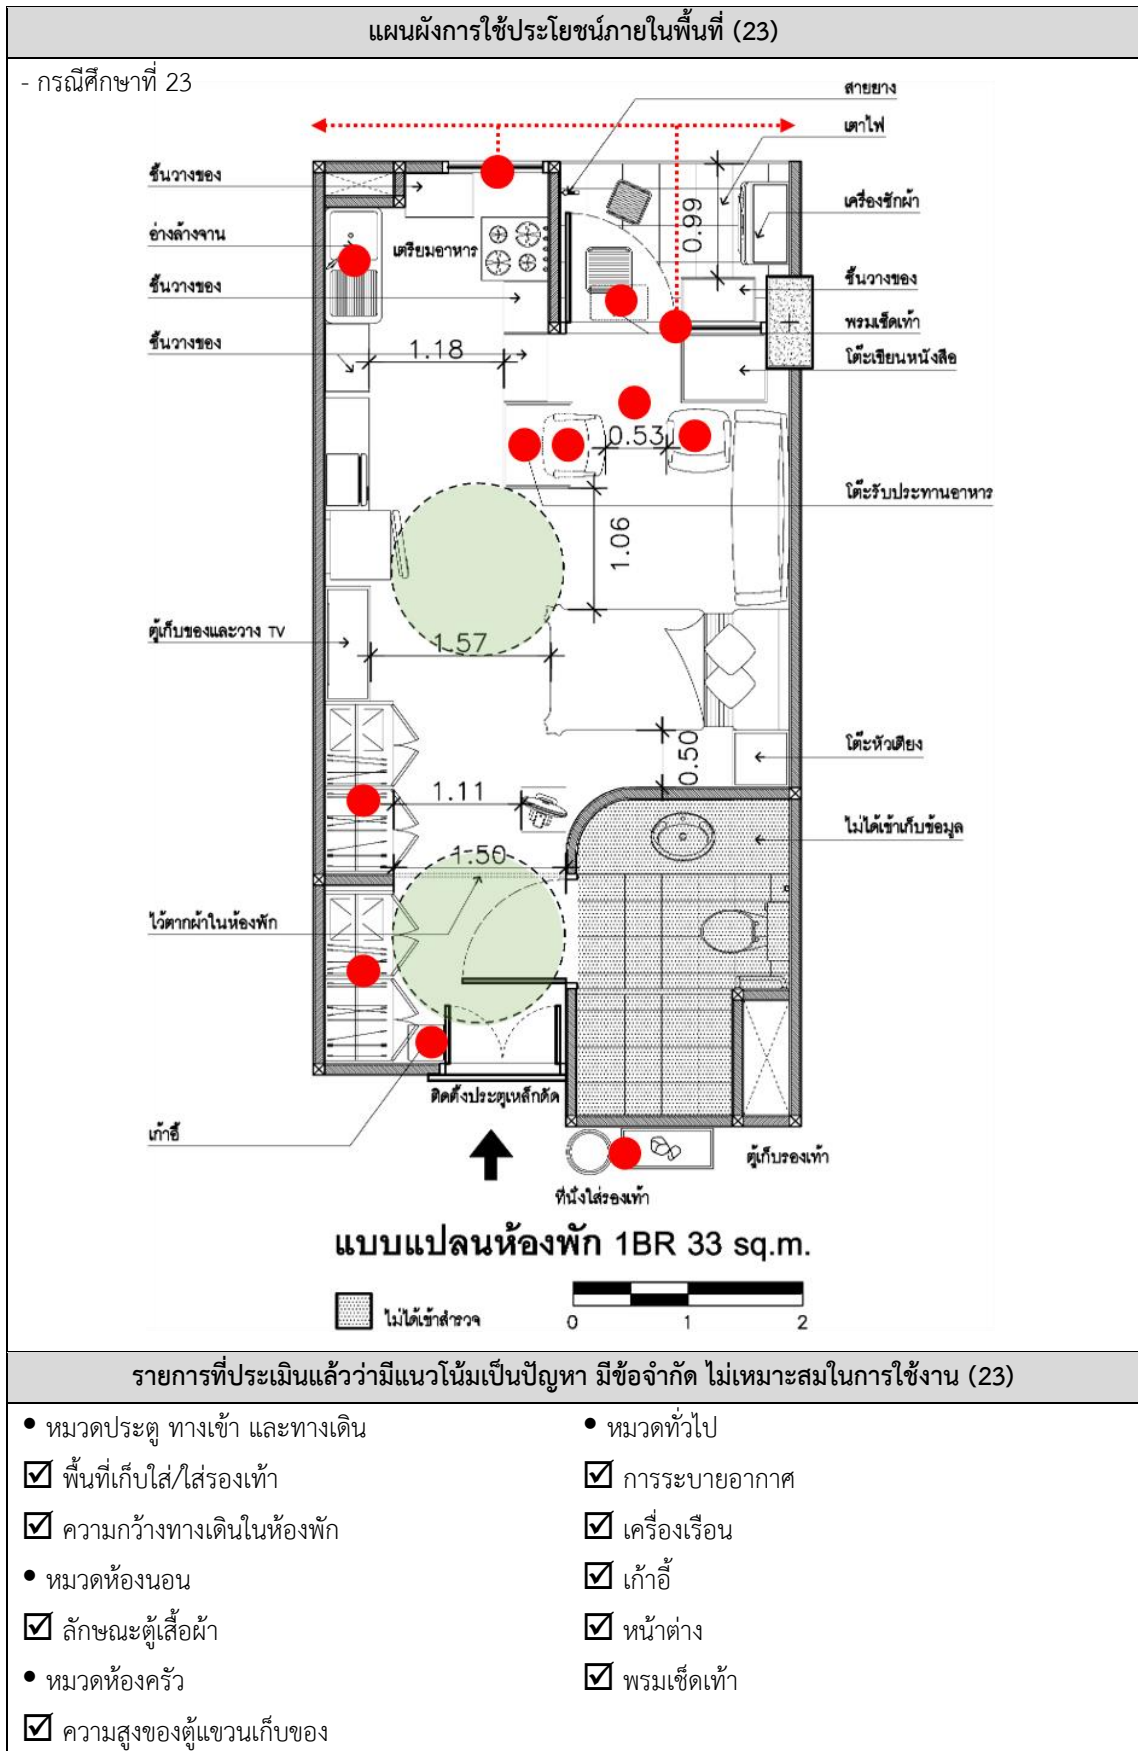 แผนผังการใช้ประโยชน์ภายในพื้นที่ (23)
- กรณีศึกษาที่ 23
สายยาง
เตาไฟ
ชั้นวางของ
เครื่องซักผ้า
อ่างล้างจาน
เตรียมอาหาร
0.99
ชั้นวางของ
ชั้นวางของ
พรมเช็ดเท้า
ชั้นวางของ
1.18
โต๊ะเขียนหนังสือ
0.53
โต๊ะรับประทานอาหาร
1.06
ตู้เก็บของและวาง TV
1.57
0.50
โต๊ะหัวเตียง
1.11
ไม่ได้เข้าเก็บข้อมูล
1.50
ไว้ตากผ้าในห้องพัก
ติดตั้งประตูเหล็กดัด
เก้าอี้
ตู้เก็บรองเท้า
ที่นั่งใส่รองเท้า
แบบแปลนห้องพัก 1BR 33 sq.m.
ไม่ได้เข้าสำรวจ
0 1 2
รายการที่ประเมินแล้วว่ามีแนวโน้มเป็นปัญหา มีข้อจำกัด ไม่เหมาะสมในการใช้งาน (23)
• หมวดประตู ทางเข้า และทางเดิน
☑ พื้นที่เก็บใส่/ใส่รองเท้า
☑ ความกว้างทางเดินในห้องพัก
• หมวดห้องนอน
☑ ลักษณะตู้เสื้อผ้า
• หมวดห้องครัว
☑ ความสูงของตู้แขวนเก็บของ
• หมวดทั่วไป
☑ การระบายอากาศ
☑ เครื่องเรือน
☑ เก้าอี้
☑ หน้าต่าง
☑ พรมเช็ดเท้า